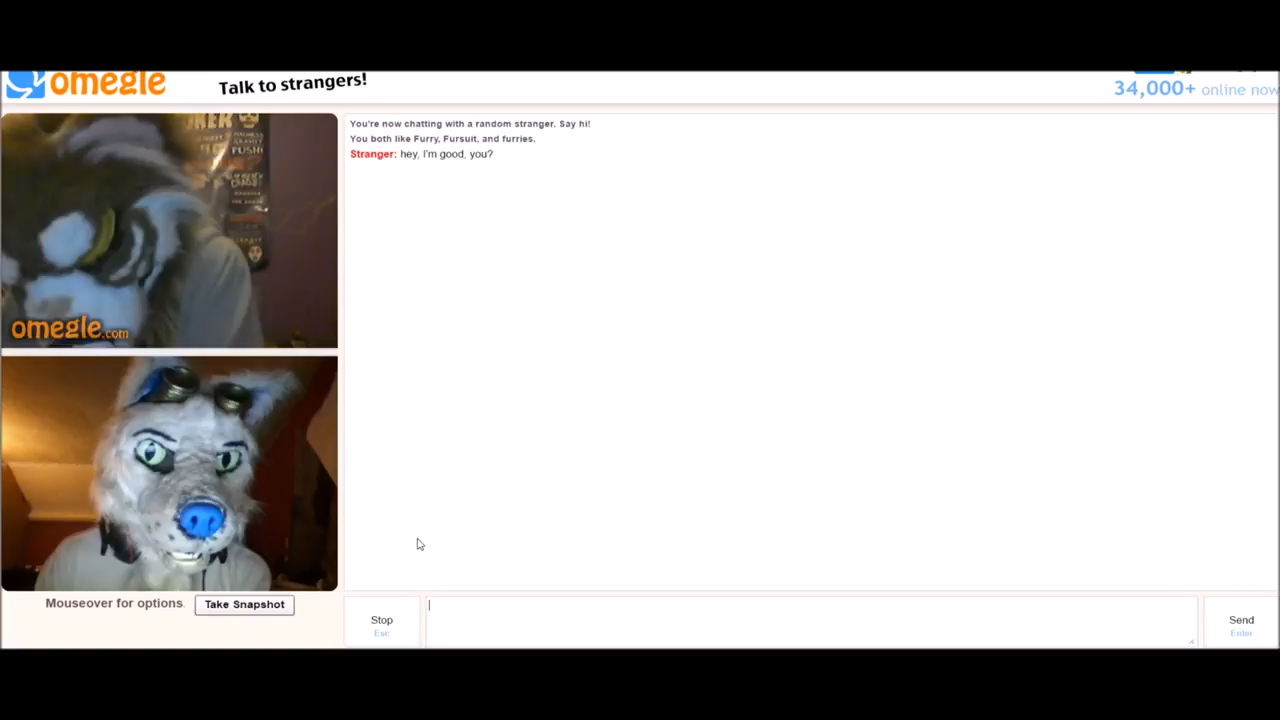 omegle
Talk to strangers!
34,000+ online now
You're now chatting with a random stranger. Say hi!
You both like Furry, Fursuit, and furries.
Stranger: hey, I'm good, you?
PUSH!
omegle.com
Mouseover for options.
Take Snapshot
Stop
Esc
Send
Enter